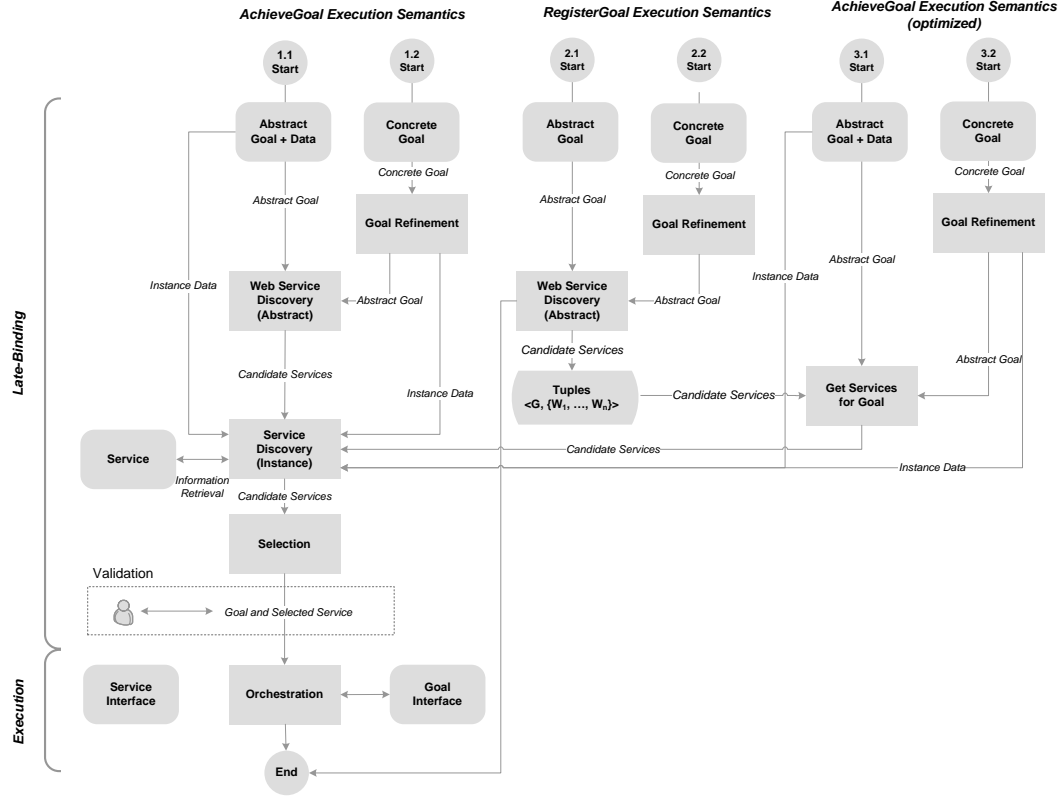 AchieveGoal Execution Semantics
RegisterGoal Execution Semantics
AchieveGoal Execution Semantics
(optimized)
1.1
Start
1.2
Start
2.1
Start
2.2
Start
3.1
Start
3.2
Start
Abstract
Goal + Data
Concrete
Goal
Abstract
Goal
Concrete
Goal
Abstract
Goal + Data
Concrete
Goal
Concrete Goal
Concrete Goal
Concrete Goal
Abstract Goal
Goal Refinement
Abstract Goal
Goal Refinement
Goal Refinement
Abstract Goal
Instance Data
Instance Data
Web Service
Discovery
(Abstract)
Abstract Goal
Web Service
Discovery
(Abstract)
Abstract Goal
Late-Binding
Candidate Services
Candidate Services
Abstract Goal
Instance Data
Tuples
<G, {W1, …, Wn}>
Candidate Services
Get Services
for Goal
Service
Service
Discovery
(Instance)
Candidate Services
Instance Data
Information
Retrieval
Candidate Services
Selection
Validation
Goal and Selected Service
Execution
Service
Interface
Orchestration
Goal
Interface
End